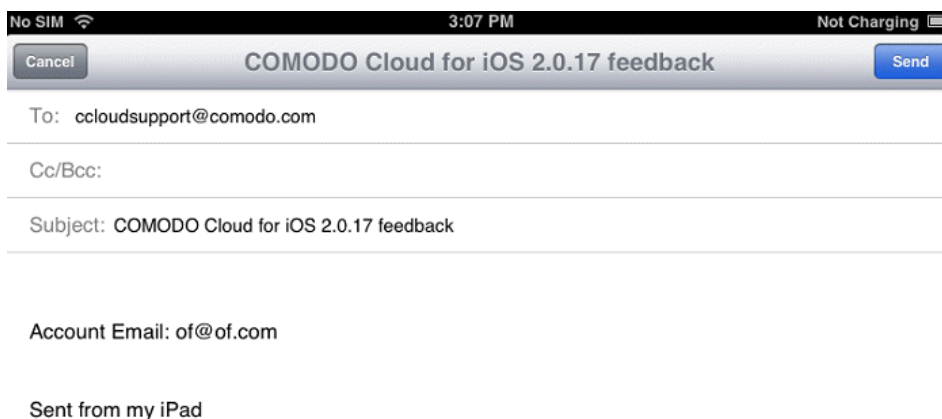 No SIM 3:07 PM Not Charging
Cancel COMODO Cloud for iOS 2.0.17 feedback Send
To: ccloudsupport@comodo.com
Cc/Bcc:
Subject: COMODO Cloud for iOS 2.0.17 feedback
Account Email: of@of.com
Sent from my iPad